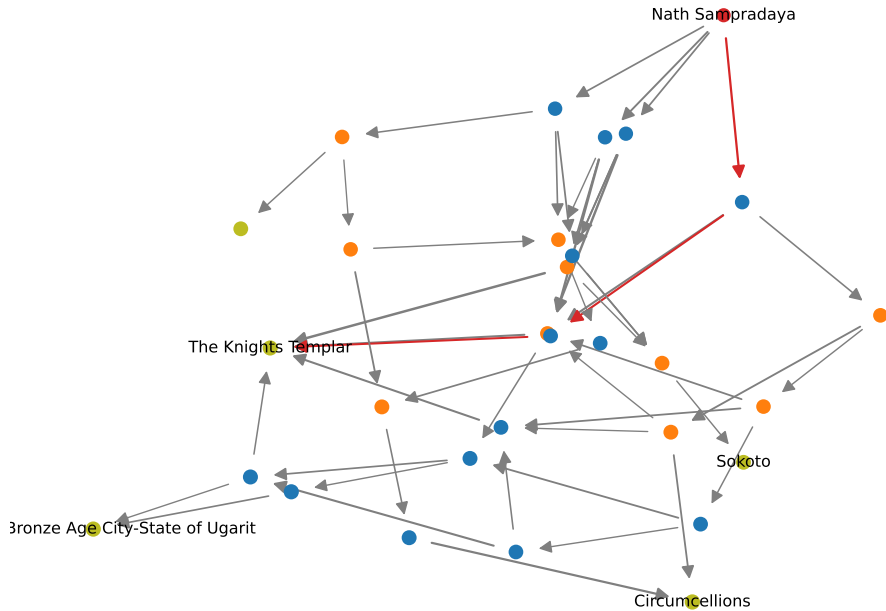 Nath Sampradaya
The Knights Templar
Sokoto
Bronze Age City-State of Ugarit
Circumcellions